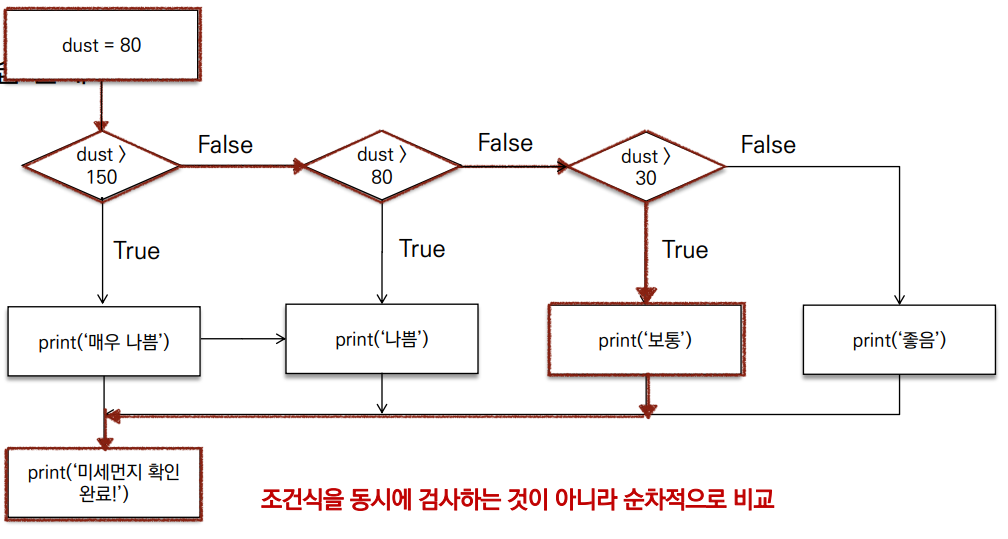 dust = 80
dust 〉
150
False
dust 〉
80
False
dust 〉
30
False
True
True
True
print(‘매우 나쁨’)
print(‘나쁨’)
print(‘보통’)
print(‘좋음’)
print(‘미세먼지 확인
완료!’)
조건식을 동시에 검사하는 것이 아니라 순차적으로 비교